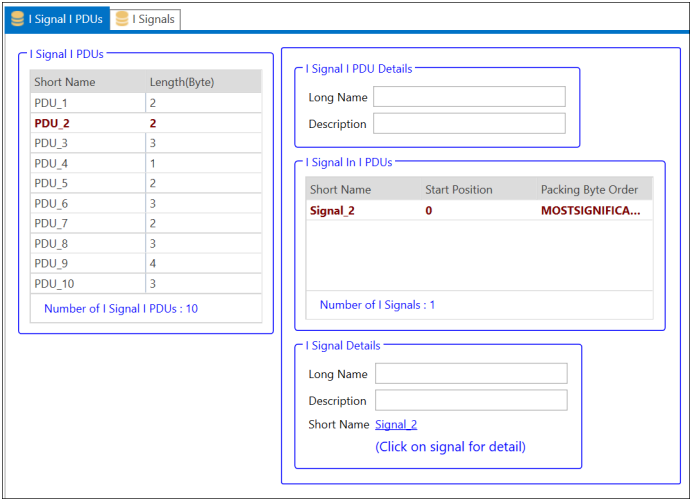 I Signal I PDUs
I Signals
I Signal I PDUs
Short Name Length(Byte)
PDU_1 2
PDU_2 2
PDU_3 3
PDU_4 1
PDU_5 2
PDU_6 3
PDU_7 2
PDU_8 3
PDU_9 4
PDU_10 3
Number of I Signal I PDUs : 10
I Signal I PDU Details
Long Name
Description
I Signal In I PDUs
Short Name Start Position Packing Byte Order
Signal_2 0 MOSTSIGNIFICA...
Number of I Signals : 1
I Signal Details
Long Name
Description
Short Name Signal_2
(Click on signal for detail)